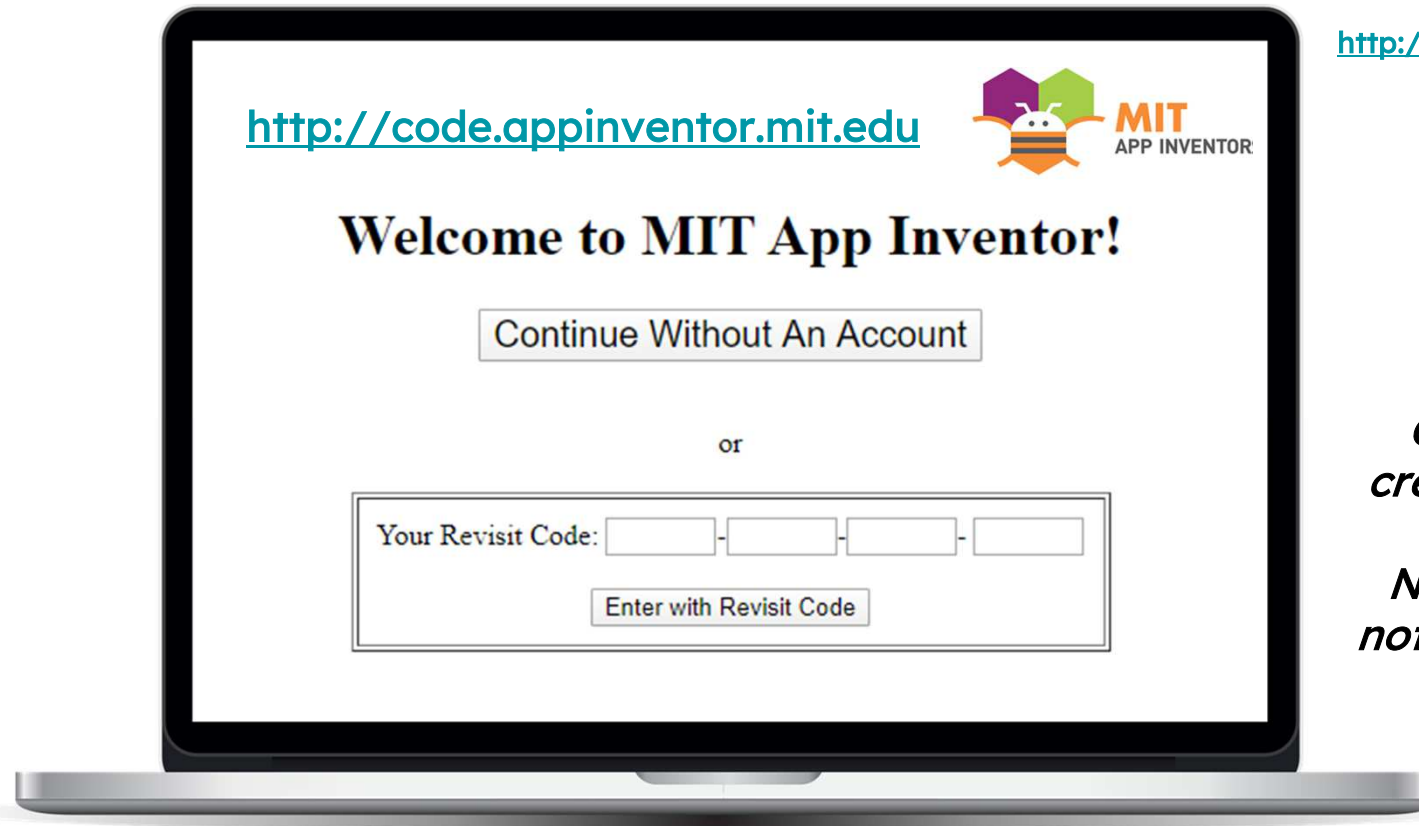 http://code.appinventor.mit.edu
MIT
APP INVENTOR
Welcome to MIT App Inventor!
Continue Without An Account
or
Your Revisit Code: - - -
Enter with Revisit Code
http:/